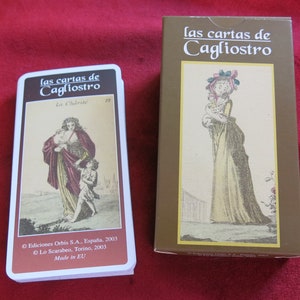 las cartas de
Cagliostro
La Charité
© Ediciones Orbis S.A., España, 2003
© Lo Scarabeo, Torino, 2003
Made in EU
las cartas de
Cagliostro